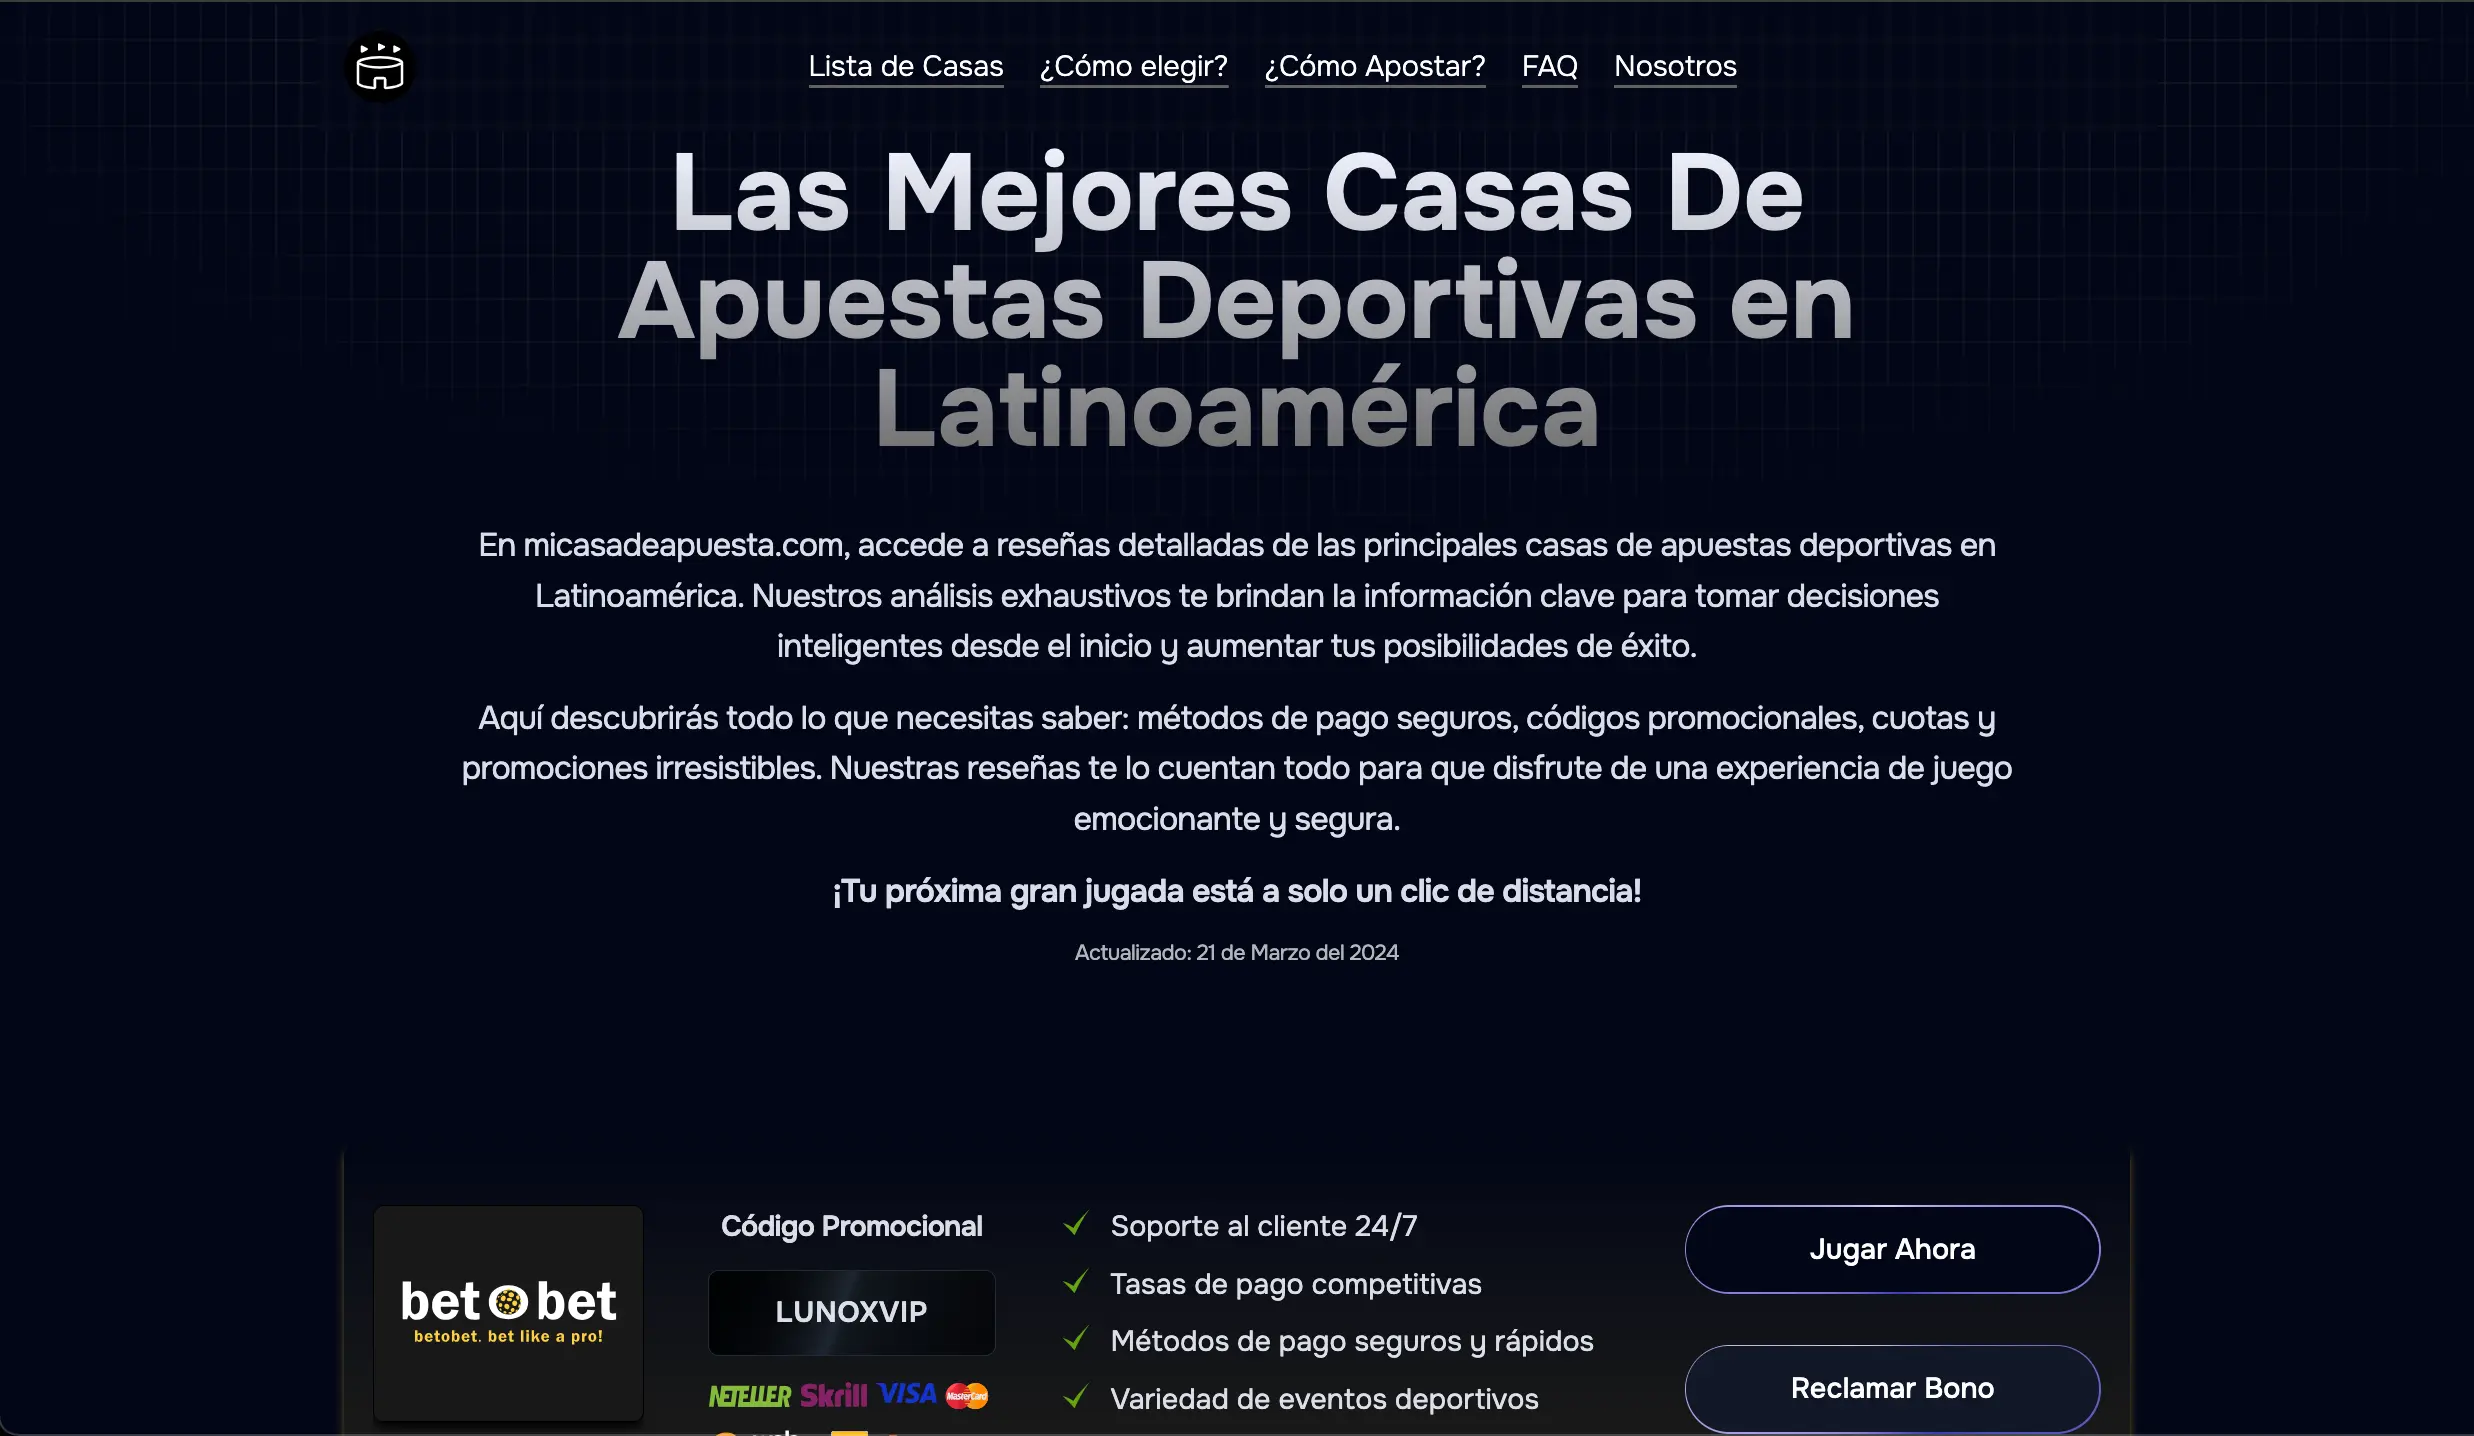 Lista de Casas ¿Cómo elegir? ¿Cómo Apostar? FAQ Nosotros
Las Mejores Casas De
Apuestas Deportivas en
Latinoamérica
En micasadeapuesta.com, accede a reseñas detalladas de las principales casas de apuestas deportivas en
Latinoamérica. Nuestros análisis exhaustivos te brindan la información clave para tomar decisiones
inteligentes desde el inicio y aumentar tus posibilidades de éxito.
Aquí descubrirás todo lo que necesitas saber: métodos de pago seguros, códigos promocionales, cuotas y
promociones irresistibles. Nuestras reseñas te lo cuentan todo para que disfrute de una experiencia de juego
emocionante y segura.
¡Tu próxima gran jugada está a solo un clic de distancia!
Actualizado: 21 de Marzo del 2024
bet o bet
betobet. bet like a pro!
Código Promocional
LUNOXVIP
NETELLER Skrill VISA MasterCard
Soporte al cliente 24/7
Tasas de pago competitivas
Métodos de pago seguros y rápidos
Variedad de eventos deportivos
Jugar Ahora
Reclamar Bono